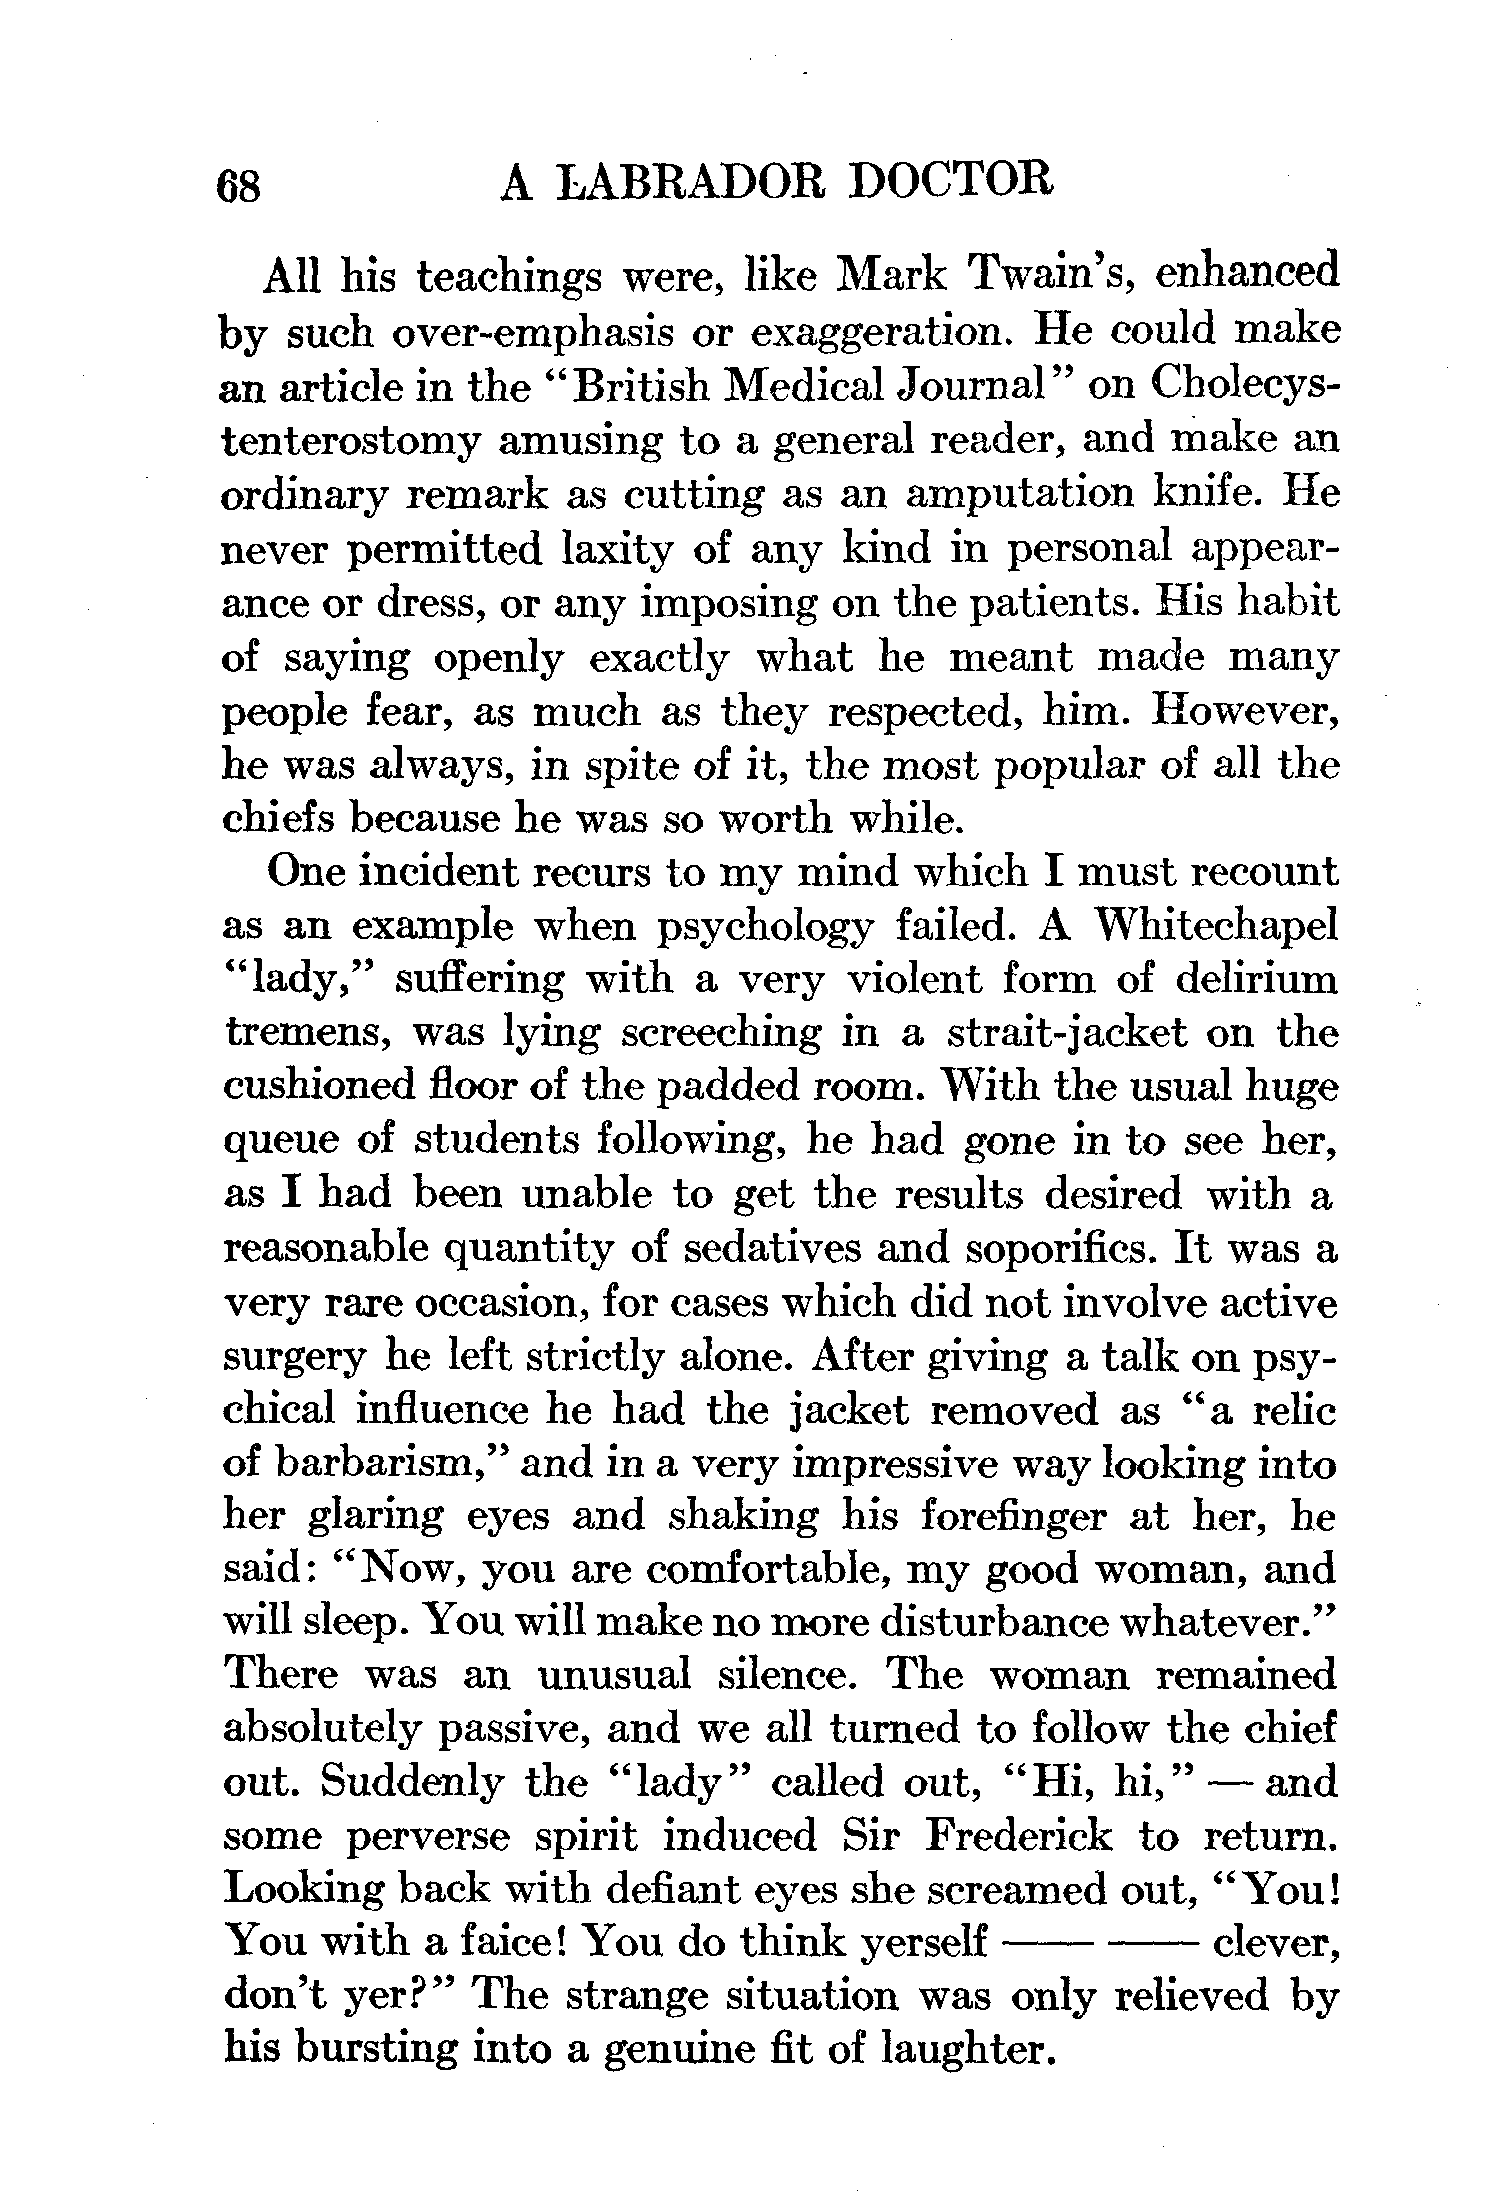 68 A LABRADOR DOCTOR
All his teachings were, like Mark Twain's, enhanced
by such over-emphasis or exaggeration. He could make
an article in the "British Medical Journal" on Cholecys-
tenterostomy amusing to a general reader, and make an
ordinary remark as cutting as an amputation knife. He
never permitted laxity of any kind in personal appear-
ance or dress, or any imposing on the patients. His habit
of saying openly exactly what he meant made many
people fear, as much as they respected, him. However,
he was always, in spite of it, the most popular of all the
chiefs because he was so worth while.
One incident recurs to my mind which I must recount
as an example when psychology failed. A Whitechapel
"lady," suffering with a very violent form of delirium
tremens, was lying screeching in a strait-jacket on the
cushioned floor of the padded room. With the usual huge
queue of students following, he had gone in to see her,
as I had been unable to get the results desired with a
reasonable quantity of sedatives and soporifics. It was a
very rare occasion, for cases which did not involve active
surgery he left strictly alone. After giving a talk on psy-
chical influence he had the jacket removed as "a relic
of barbarism," and in a very impressive way looking into
her glaring eyes and shaking his forefinger at her, he
said: "Now, you are comfortable, my good woman, and
will sleep. You will make no more disturbance whatever."
There was an unusual silence. The woman remained
absolutely passive, and we all turned to follow the chief
out. Suddenly the "lady" called out, "Hi, hi," — and
some perverse spirit induced Sir Frederick to return.
Looking back with defiant eyes she screamed out, "You!
You with a faice! You do think yerself —— —— clever,
don't yer?" The strange situation was only relieved by
his bursting into a genuine fit of laughter.